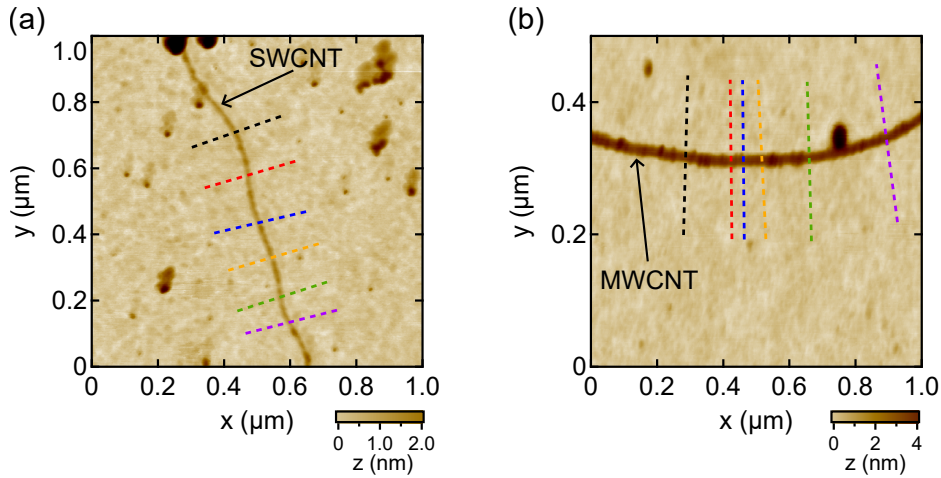 (a)
(b)
1.0
0.8
0.6
0.4
0.2
0
y (µm)
SWCNT
0 0.2 0.4 0.6 0.8 1.0
x (µm)
0 1.0 2.0
z (nm)
0.4
0.2
0
y (µm)
MWCNT
0 0.2 0.4 0.6 0.8 1.0
x (µm)
0 2 4
z (nm)